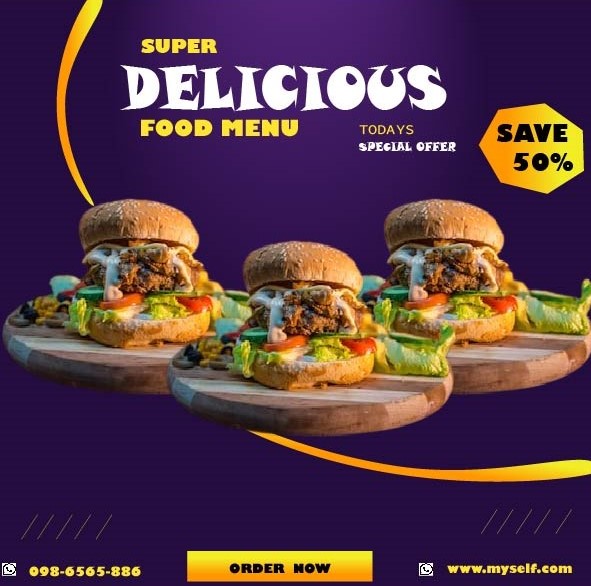 SUPER
DELICIOUS
FOOD MENU
TODAYS
SPECIAL OFFER
SAVE
50%
098-6565-886
ORDER NOW
www.myself.com